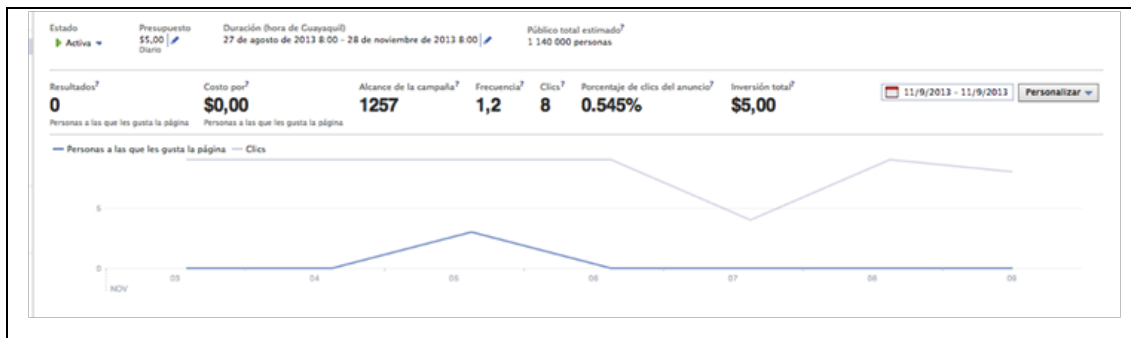 Estado Presupuesto Duración (hora de Guayaquil) Público total estimado?
Activa $5,00 27 de agosto de 2013 8:00 – 28 de noviembre de 2013 8:00 1 140 000 personas
Diario
Resultados? Costo por? Alcance de la campaña? Frecuencia? Clics? Porcentaje de clics del anuncio? Inversión total?
0 $0,00 1257 1,2 8 0.545% $5,00 11/9/2013 - 11/9/2013 Personalizar
Personas a las que les gusta la página Personas a las que les gusta la página
Personas a las que les gusta la página Clics
5
0
03 04 05 06 07 08 09
NOV